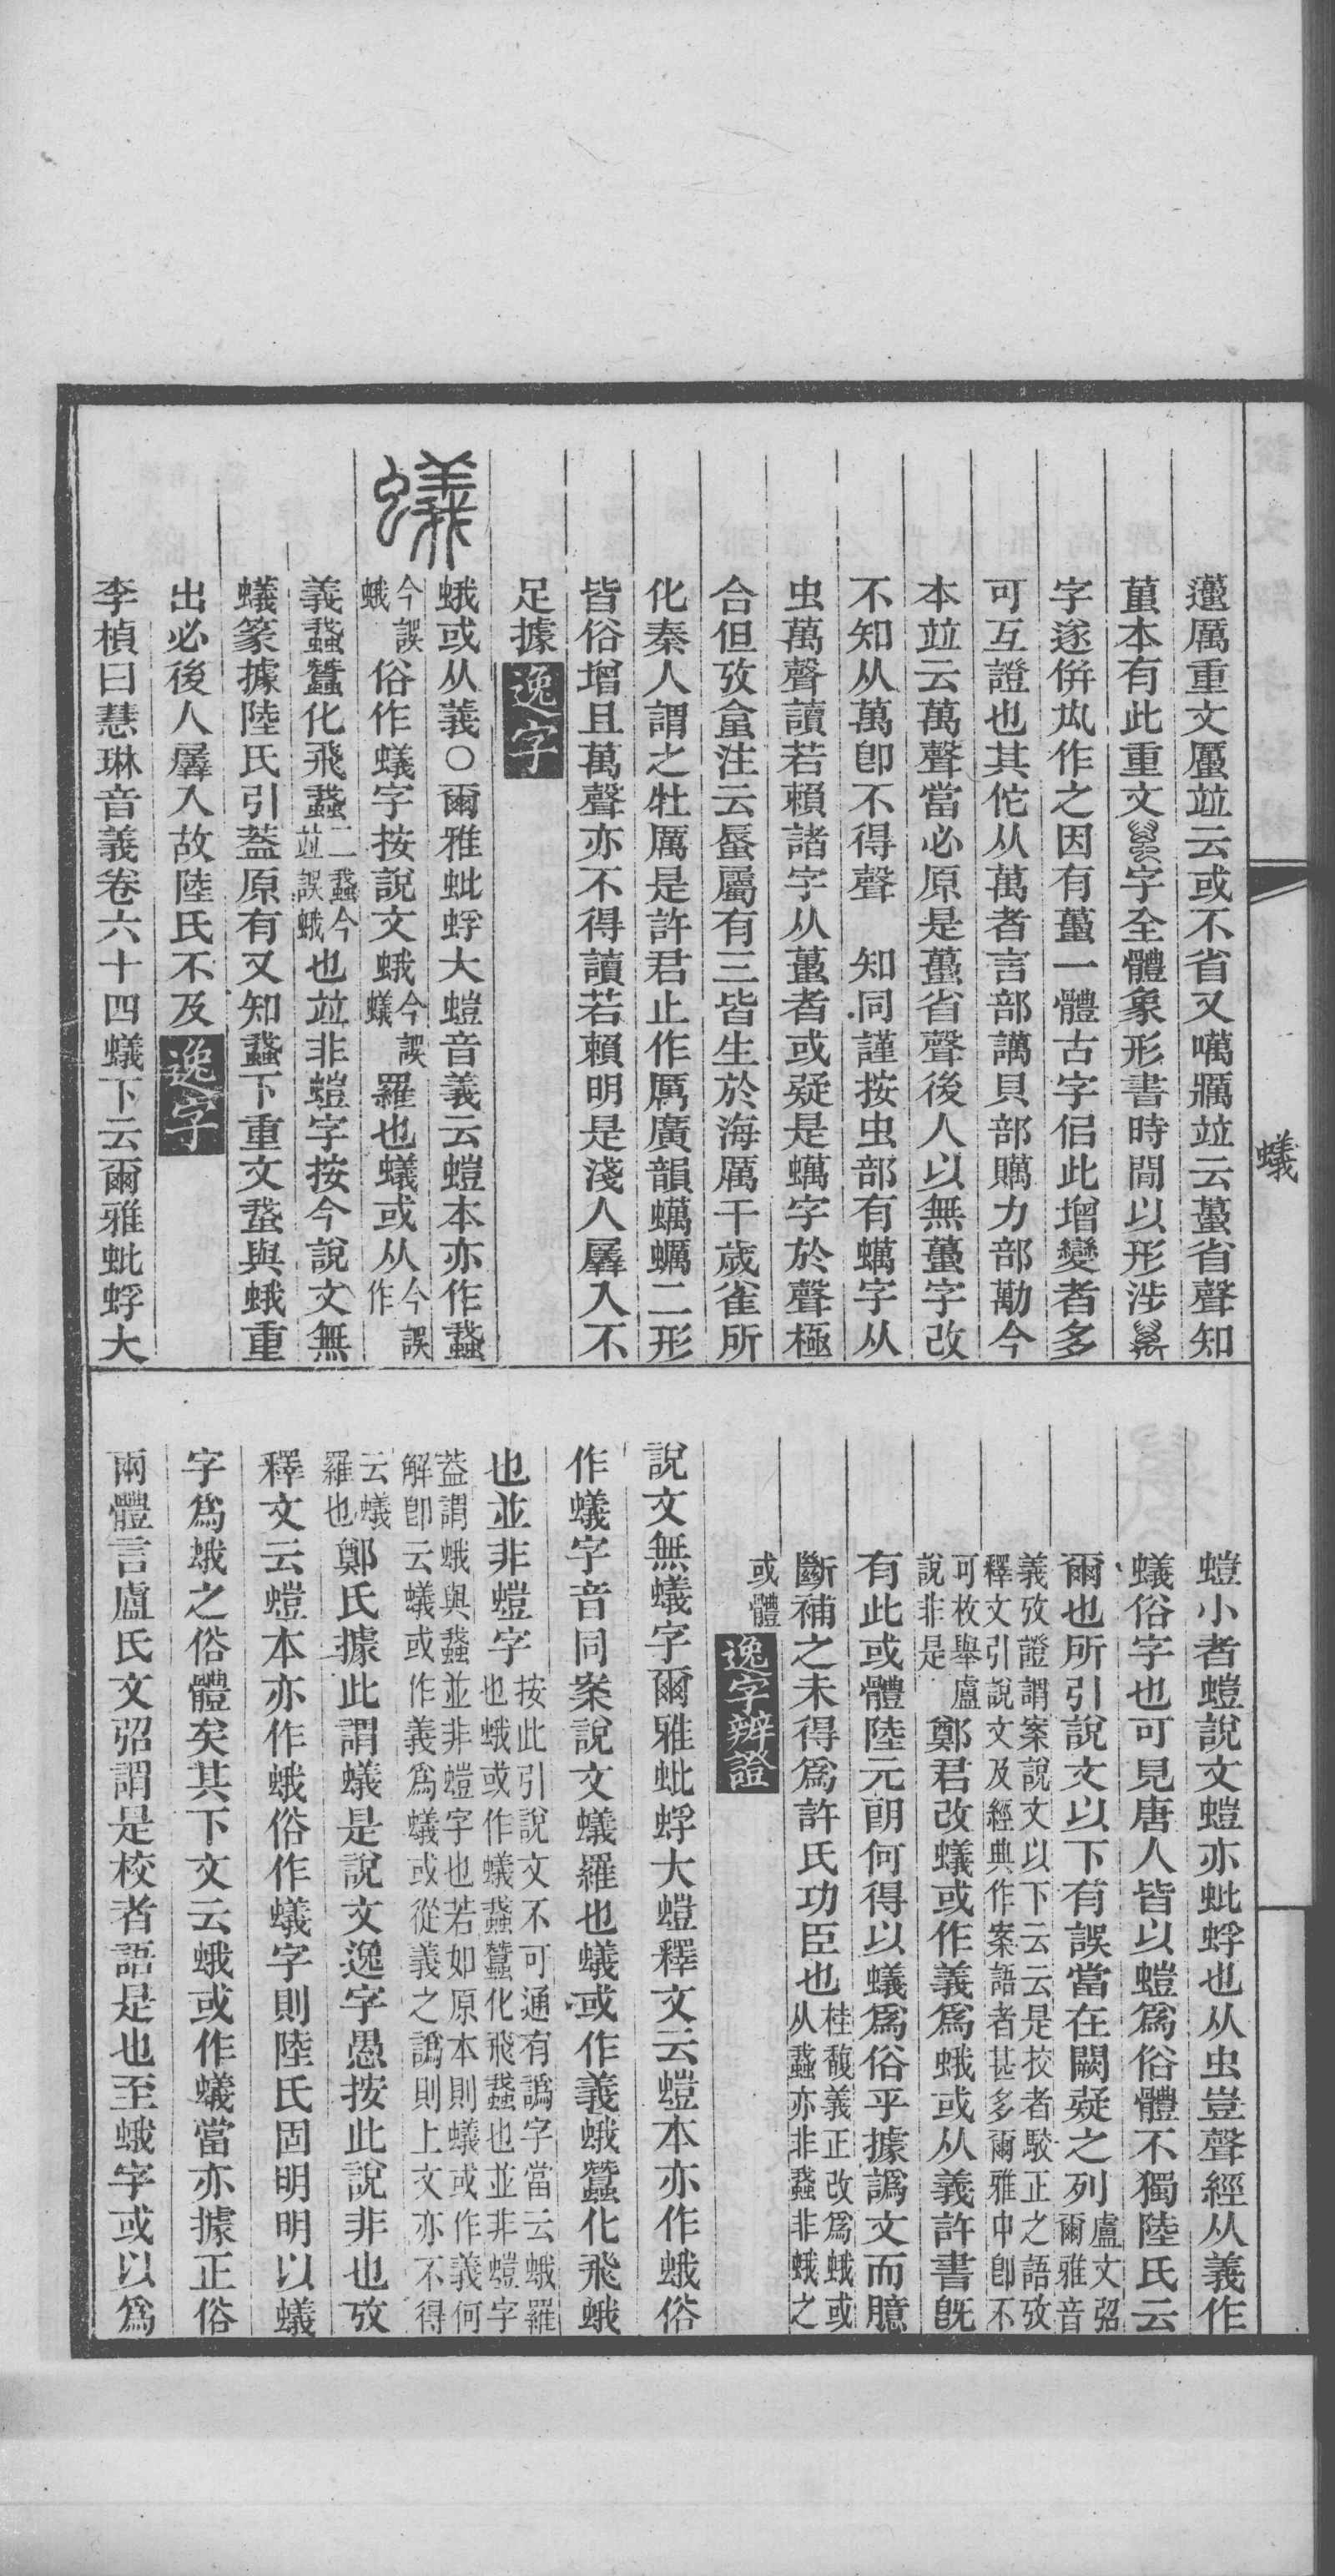 邁厲重文𧓽竝云或不省又噧糲竝云蠆省聲知
萬本有此重文字全體象形書時閒以形涉
字遂併从作之因有蠆一體古字侣此增變者多
可互證也其佗从萬者言部講貝部購力部勱今
本竝云萬聲當必原是蠆省聲後人以無蠆字改
不知从萬卽不得聲　知同謹按虫部有蠇字从
虫萬聲讀若賴諸字从蠆者或疑是蠇字於聲極
合但攷蜦注云蜃屬有三皆生於海厲千歲雀所
化秦人謂之牡厲是許君止作厲廣韻蠇蠣二形
皆俗增且萬聲亦不得讀若賴明是淺人羼入不
足據 逸字
蟻
蛾或从義○爾雅蚍蜉大螘音義云螘本亦作䘊
今誤蛾俗作蟻字按說文蛾今誤蟻羅也蟻或从今誤作
義䘊蠶化飛䘊二䘊今竝誤蛾也竝非螘字按今說文無
蟻篆據陸氏引葢原有又知䘊下重文𧊿與蛾重
出必後人羼入故陸氏不及 逸字
李楨曰慧琳音義卷六十四蟻下云爾雅蚍蜉大
蟻
螘小者螘說文螘亦蚍蜉也从虫豈聲經从義作
蟻俗字也可見唐人皆以螘爲俗體不獨陸氏云
爾也所引說文以下有誤當在闕疑之列盧文弨爾雅音
義攷證謂案說文以下云云是挍者駁正之語攷釋文引說文及經典作案語者甚多爾雅中卽不
可枚舉盧說非是鄭君改蟻或作義爲蛾或从義許書旣
有此或體陸元朗何得以蟻爲俗乎據譌文而臆
斷補之未得爲許氏功臣也桂馥義正改爲蛾或从䘊亦非䘊非蛾之
或體 逸字辨證
說文無蟻字爾雅蚍蜉大螘釋文云螘本亦作蛾俗
作蟻字音同案說文蟻羅也蟻或作義蛾蠶化飛蛾
也並非螘字按此引說文不可通有譌字當云蛾羅也蛾或作蟻䘊蠶化飛䘊也並非螘字
葢謂蛾與䘊並非螘字也若如原本則蟻或作義何解卽云蟻或作義爲蟻或從義之譌則上文亦不得
云蟻羅也鄭氏據此謂蟻是說文逸字愚按此說非也攷
釋文云螘本亦作蛾俗作蟻字則陸氏固明明以蟻
字爲蛾之俗體矣其下文云蛾或作蟻當亦據正俗
兩體言盧氏文弨謂是校者語是也至蛾字或以爲